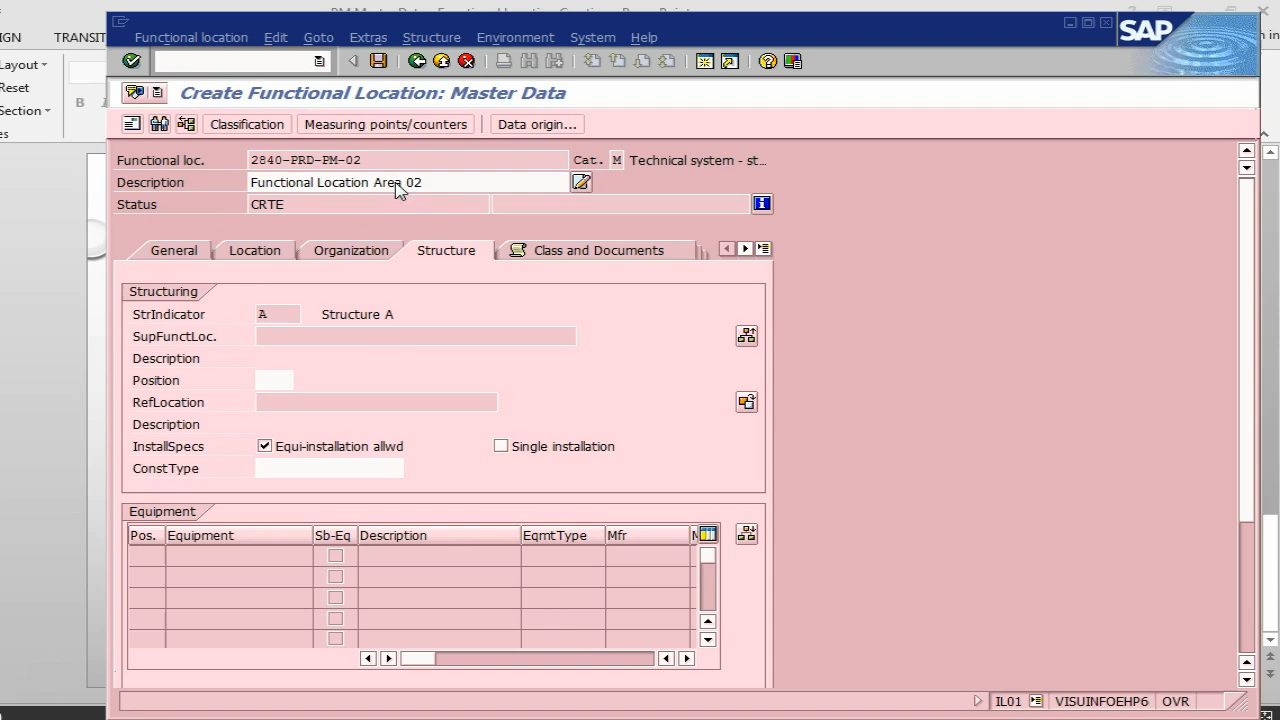 IGN
TRANSIT
Layout
Reset
Section
B
Functional location Edit Goto Extras Structure Environment System Help
SAP
Create Functional Location: Master Data
Classification Measuring points/counters Data origin...
Functional loc. 2840-PRD-PM-02 Cat. M Technical system - st...
Description Functional Location Area 02
Status CRTE
General Location Organization Structure Class and Documents
Structuring
StrIndicator A Structure A
SupFunctLoc.
Description
Position
RefLocation
Description
InstallSpecs Equi-installation allwd Single installation
ConstType
Equipment
Pos. Equipment Sb-Eq Description EqmtType Mfr
IL01 VISUINFOEHP6 OVR